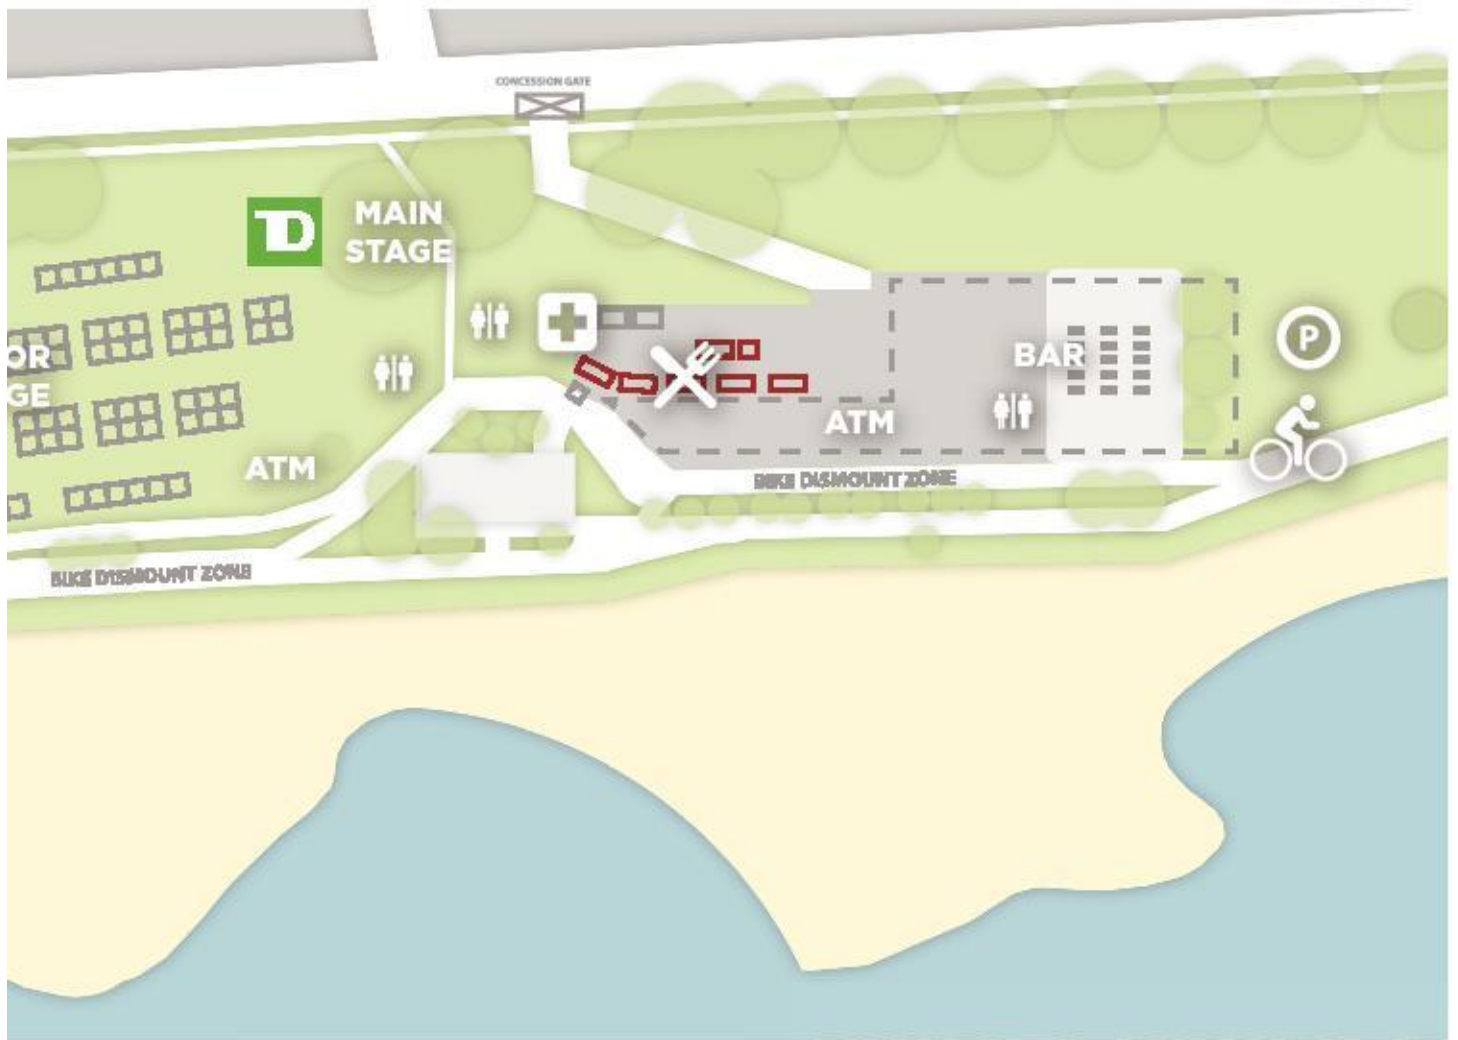 CONCESSION GATE
TD
MAIN
STAGE
OR
GE
BAR
P
ATM
ATM
BIKE DISMOUNT ZONE
BIKE DISMOUNT ZONE